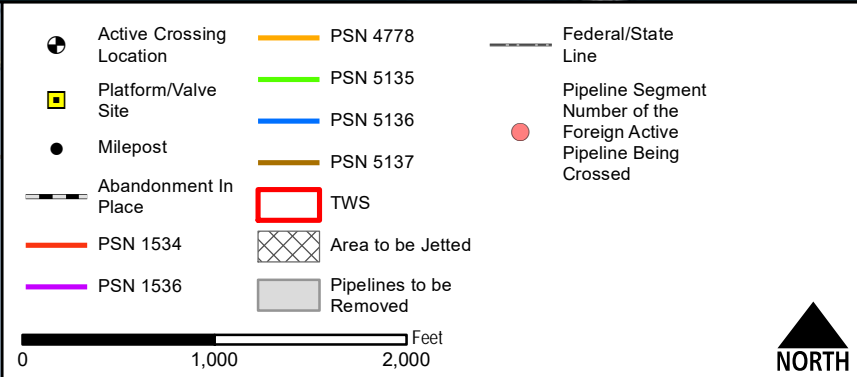 Active Crossing
Location
Platform/Valve
Site
Milepost
Abandonment In
Place
PSN 1534
PSN 1536
PSN 4778
PSN 5135
PSN 5136
PSN 5137
TWS
Area to be Jetted
Pipelines to be
Removed
Federal/State
Line
Pipeline Segment
Number of the
Foreign Active
Pipeline Being
Crossed
Feet
0 1,000 2,000
NORTH